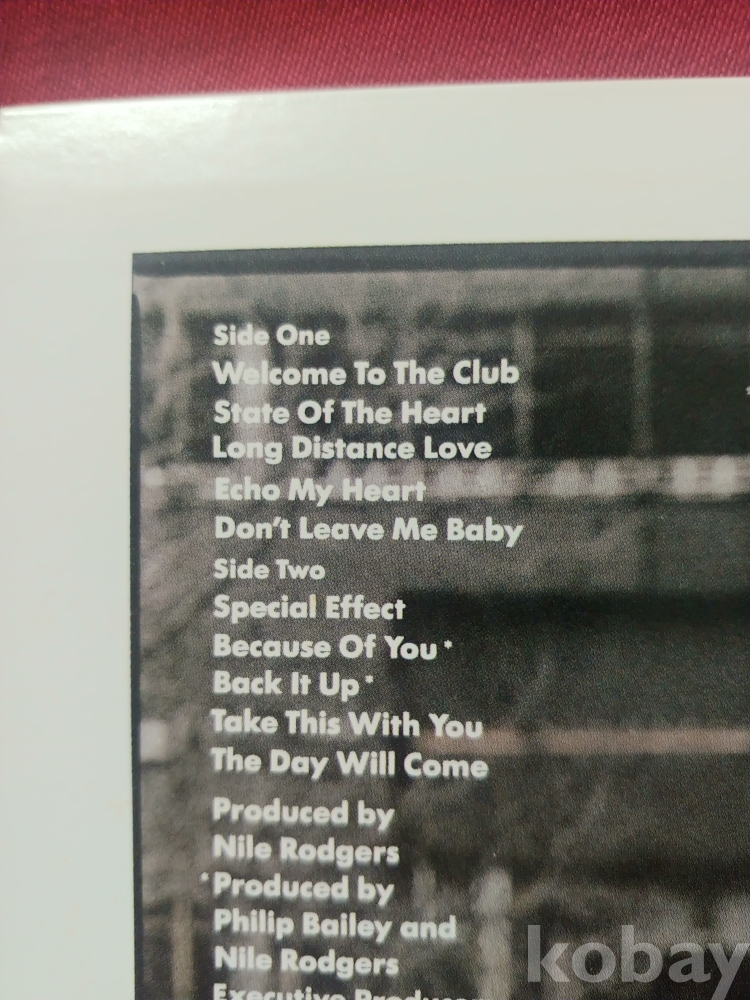 Side One
Welcome To The Club
State Of The Heart
Long Distance Love
Echo My Heart
Don't Leave Me Baby
Side Two
Special Effect
Because Of You*
Back It Up*
Take This With You
The Day Will Come
Produced by
Nile Rodgers
*Produced by
Philip Bailey and
Nile Rodgers
Executive
kobay